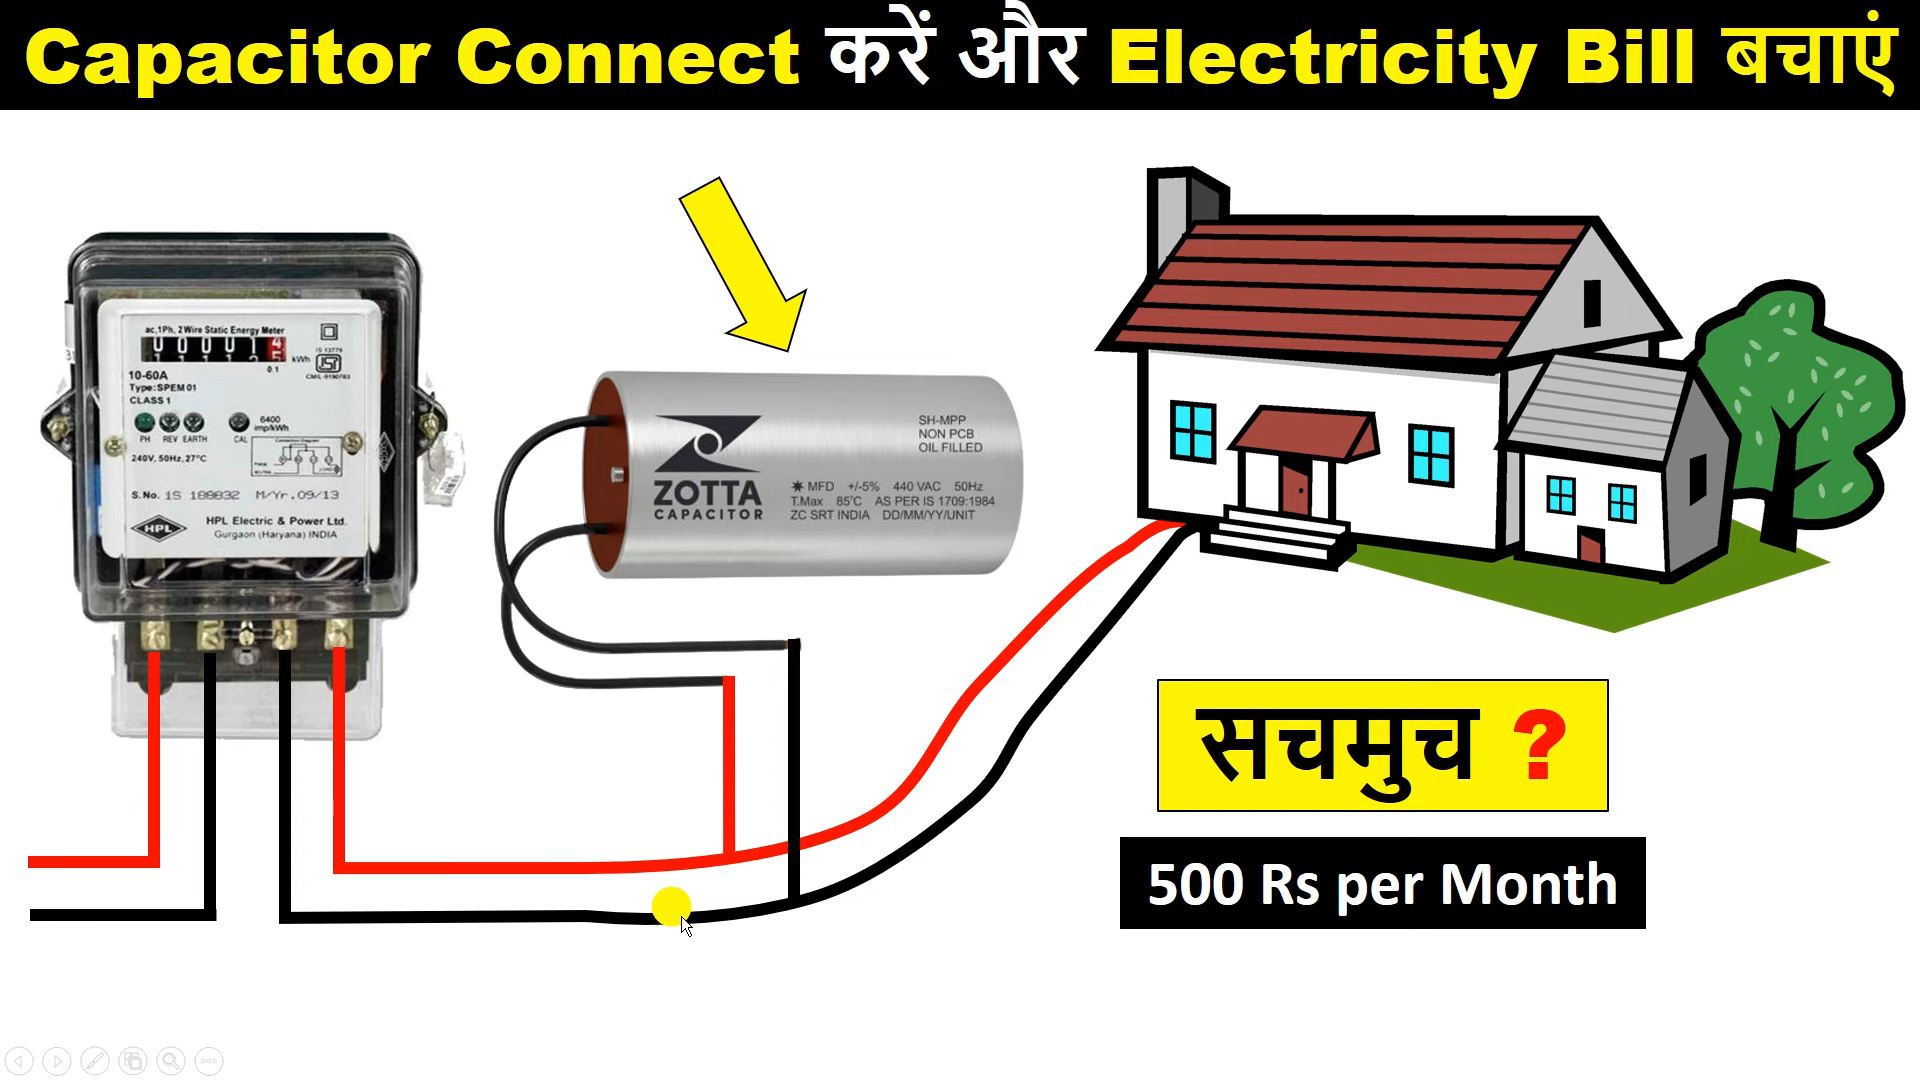 Capacitor Connect करें और Electricity Bill बचाएं
ac,1Ph, 2Wire Static Energy Meter
kWh
0.1
IS 13779
10-60A
Type:SPEM 01
CLASS 1
6400
imp/kWh
PH REV EARTH CAL
240V, 50Hz, 27°C
S.No. 1S 188832 M/Yr.09/13
HPL
HPL Electric & Power Ltd.
Gurgaon (Haryana) INDIA
SH-MPP
NON PCB
OIL FILLED
ZOTTA
CAPACITOR
✷ MFD +/-5% 440 VAC 50Hz
T.Max 85°C AS PER IS 1709:1984
ZC SRT INDIA DD/MM/YY/UNIT
सचमुच ?
500 Rs per Month